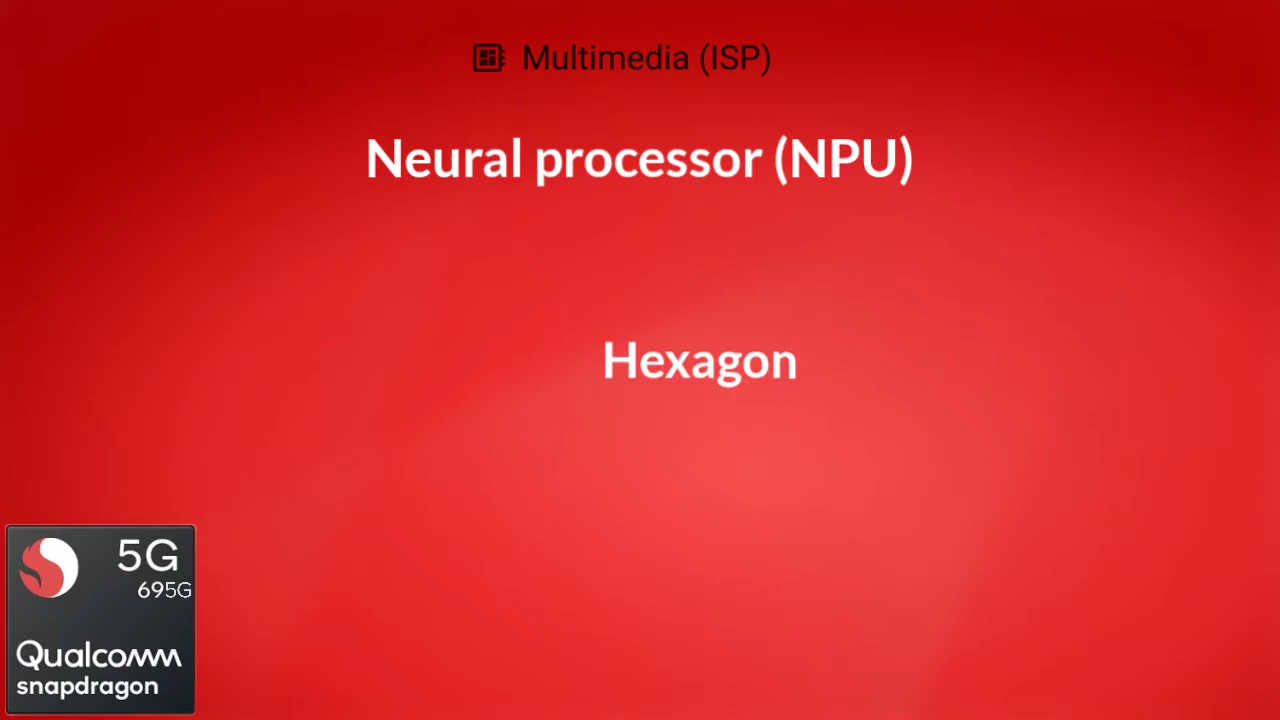 Multimedia (ISP)
Neural processor (NPU)
Hexagon
5G
695G
Qualcomm
snapdragon